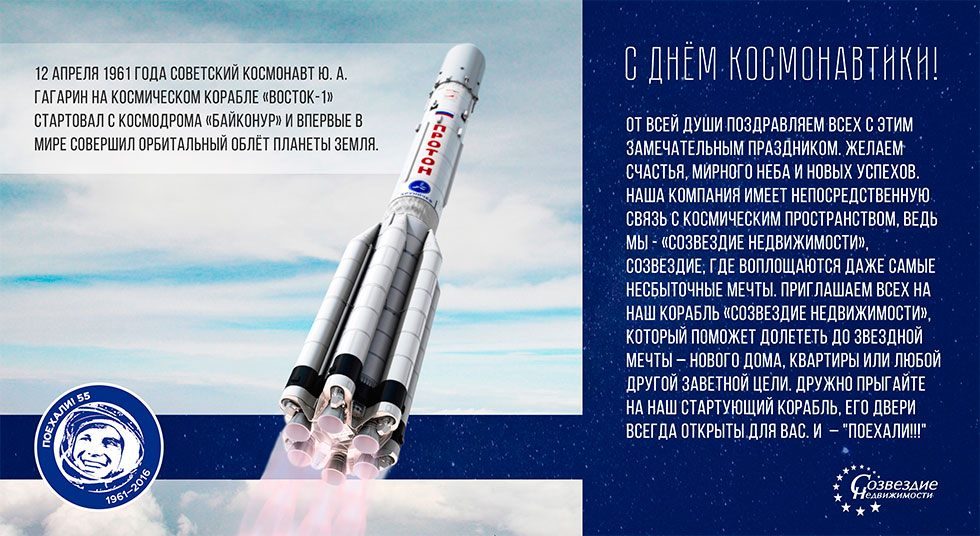 12 АПРЕЛЯ 1961 ГОДА СОВЕТСКИЙ КОСМОНАВТ Ю. А.
ГАГАРИН НА КОСМИЧЕСКОМ КОРАБЛЕ «ВОСТОК-1»
СТАРТОВАЛ С КОСМОДРОМА «БАЙКОНУР» И ВПЕРВЫЕ В
МИРЕ СОВЕРШИЛ ОРБИТАЛЬНЫЙ ОБЛЁТ ПЛАНЕТЫ ЗЕМЛЯ.
ПРОТОН
ПОЕХАЛИ! 55
1961–2016
С ДНЁМ КОСМОНАВТИКИ!
ОТ ВСЕЙ ДУШИ ПОЗДРАВЛЯЕМ ВСЕХ С ЭТИМ
ЗАМЕЧАТЕЛЬНЫМ ПРАЗДНИКОМ. ЖЕЛАЕМ
СЧАСТЬЯ, МИРНОГО НЕБА И НОВЫХ УСПЕХОВ.
НАША КОМПАНИЯ ИМЕЕТ НЕПОСРЕДСТВЕННУЮ
СВЯЗЬ С КОСМИЧЕСКИМ ПРОСТРАНСТВОМ, ВЕДЬ
МЫ - «СОЗВЕЗДИЕ НЕДВИЖИМОСТИ»,
СОЗВЕЗДИЕ, ГДЕ ВОПЛОЩАЮТСЯ ДАЖЕ САМЫЕ
НЕСБЫТОЧНЫЕ МЕЧТЫ. ПРИГЛАШАЕМ ВСЕХ НА
НАШ КОРАБЛЬ «СОЗВЕЗДИЕ НЕДВИЖИМОСТИ»,
КОТОРЫЙ ПОМОЖЕТ ДОЛЕТЕТЬ ДО ЗВЕЗДНОЙ
МЕЧТЫ – НОВОГО ДОМА, КВАРТИРЫ ИЛИ ЛЮБОЙ
ДРУГОЙ ЗАВЕТНОЙ ЦЕЛИ. ДРУЖНО ПРЫГАЙТЕ
НА НАШ СТАРТУЮЩИЙ КОРАБЛЬ, ЕГО ДВЕРИ
ВСЕГДА ОТКРЫТЫ ДЛЯ ВАС. И – "ПОЕХАЛИ!!!"
Созвездие
Недвижимости